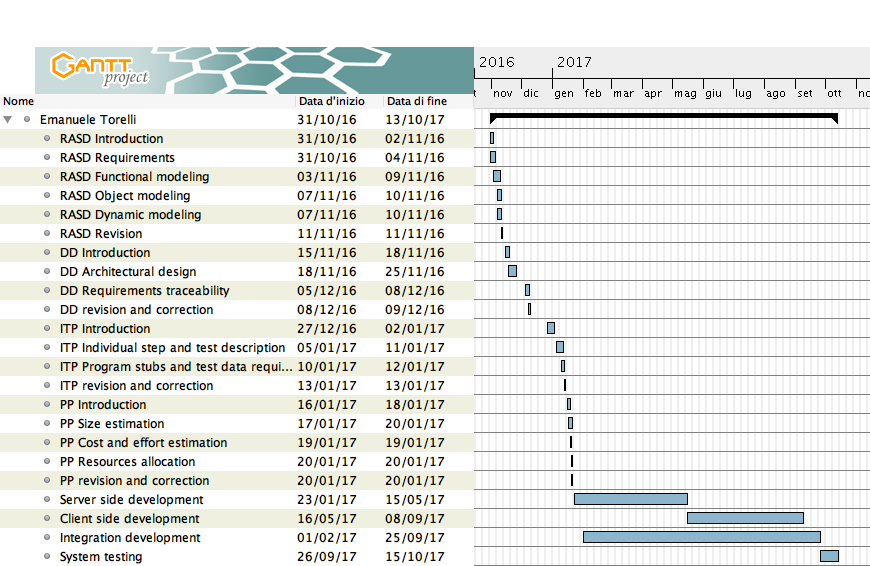 2016 2017
GANTT
project
Nome Data d'inizio Data di fine t nov dic gen feb mar apr mag giu lug ago set ott no
Emanuele Torelli 31/10/16 13/10/17
RASD Introduction 31/10/16 02/11/16
RASD Requirements 31/10/16 04/11/16
RASD Functional modeling 03/11/16 09/11/16
RASD Object modeling 07/11/16 10/11/16
RASD Dynamic modeling 07/11/16 10/11/16
RASD Revision 11/11/16 11/11/16
DD Introduction 15/11/16 18/11/16
DD Architectural design 18/11/16 25/11/16
DD Requirements traceability 05/12/16 08/12/16
DD revision and correction 08/12/16 09/12/16
ITP Introduction 27/12/16 02/01/17
ITP Individual step and test description 05/01/17 11/01/17
ITP Program stubs and test data requi... 10/01/17 12/01/17
ITP revision and correction 13/01/17 13/01/17
PP Introduction 16/01/17 18/01/17
PP Size estimation 17/01/17 20/01/17
PP Cost and effort estimation 19/01/17 19/01/17
PP Resources allocation 20/01/17 20/01/17
PP revision and correction 20/01/17 20/01/17
Server side development 23/01/17 15/05/17
Client side development 16/05/17 08/09/17
Integration development 01/02/17 25/09/17
System testing 26/09/17 15/10/17